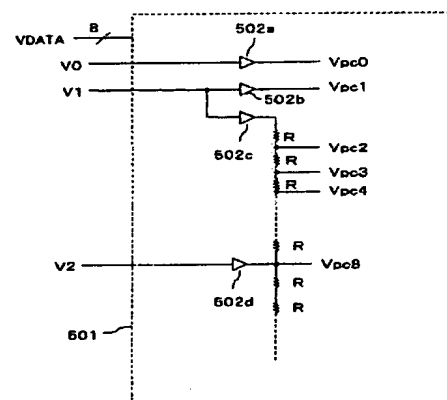 502a
8
VDATA
V0
Vpc0
V1
Vpc1
502b
502c
R
Vpc2
R
Vpc3
R
Vpc4
R
V2
Vpc8
R
502d
R
501